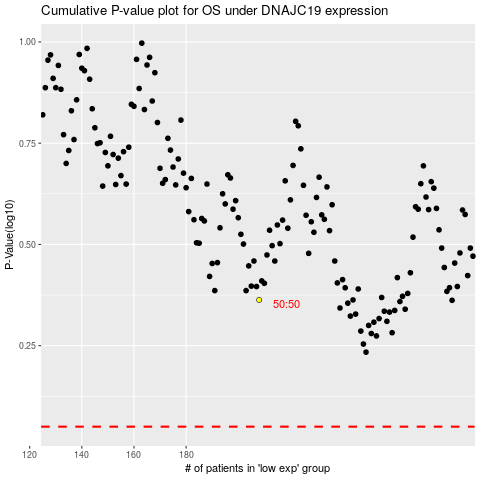 Cumulative P-value plot for OS under DNAJC19 expression
P-Value(log10)
1.00
0.75
0.50
0.25
50:50
120 140 160 180
# of patients in 'low exp' group